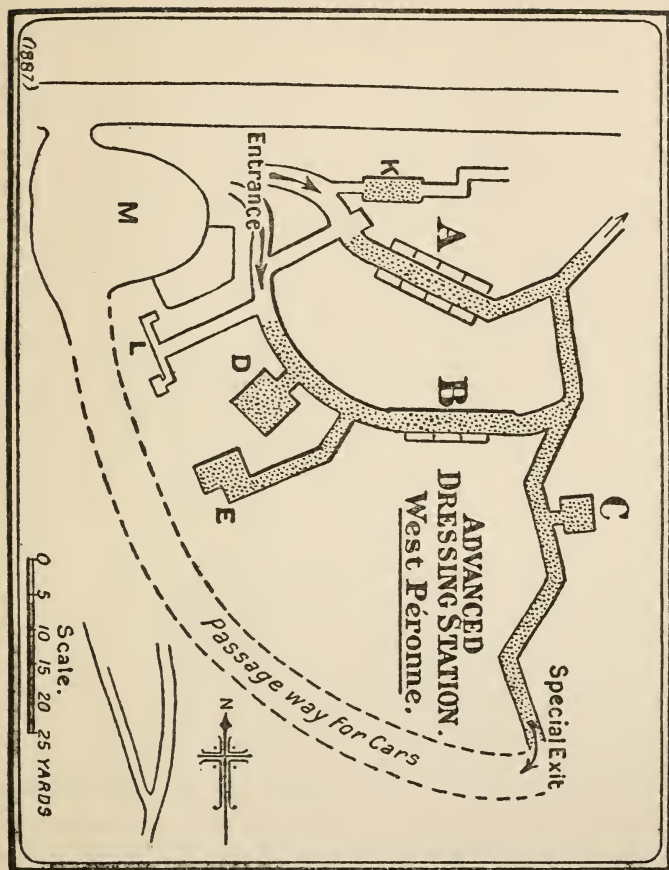 (1887)
Entrance
K
A
M
L
D
B
E
C
ADVANCED
DRESSING STATION.
West Péronne.
Special Exit
passage way for Cars
N
Scale.
0 5 10 15 20 25 YARDS